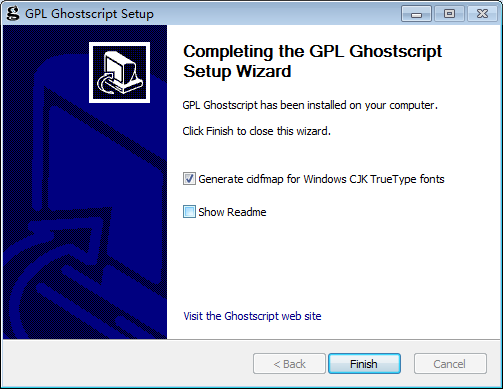 GPL Ghostscript Setup
Completing the GPL Ghostscript
Setup Wizard
GPL Ghostscript has been installed on your computer.
Click Finish to close this wizard.
Generate cidfmap for Windows CJK TrueType fonts
Show Readme
Visit the Ghostscript web site
< Back
Finish
Cancel